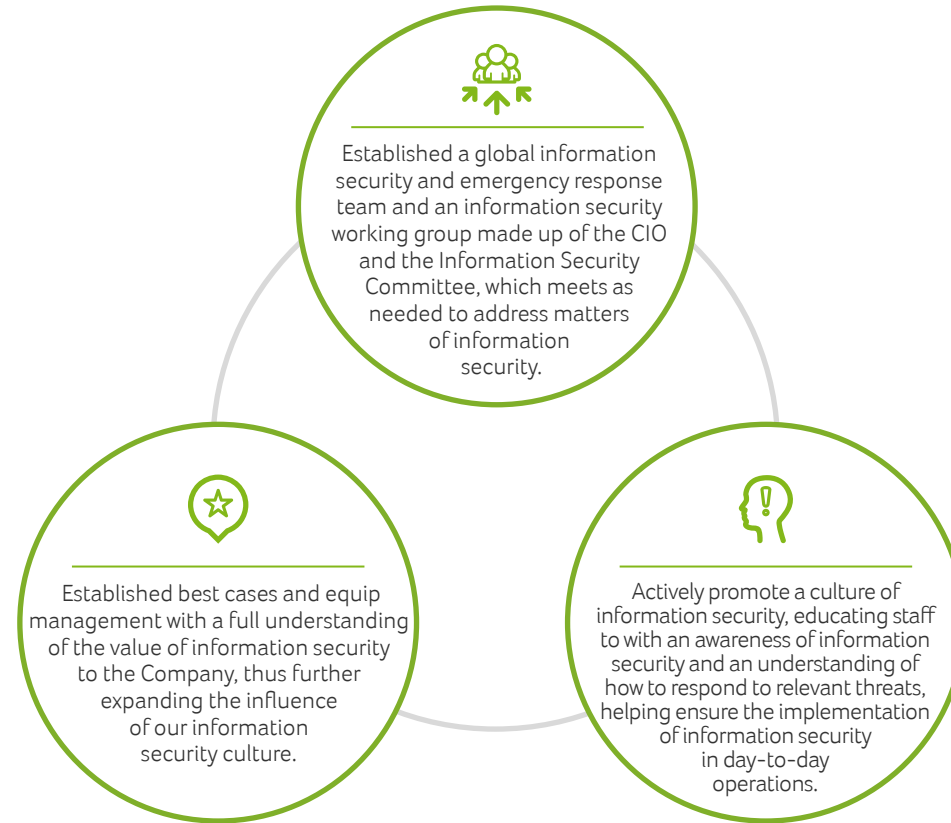 Established a global information
security and emergency response
team and an information security
working group made up of the CIO
and the Information Security
Committee, which meets as
needed to address matters
of information
security.
Established best cases and equip
management with a full understanding
of the value of information security
to the Company, thus further
expanding the influence
of our information
security culture.
Actively promote a culture of
information security, educating staff
to with an awareness of information
security and an understanding of
how to respond to relevant threats,
helping ensure the implementation
of information security
in day-to-day
operations.